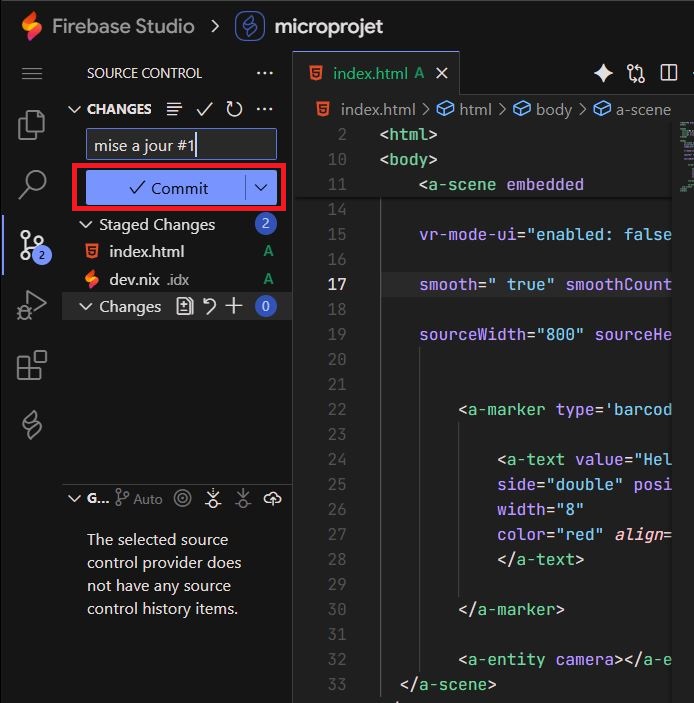 Firebase Studio > microprojet
SOURCE CONTROL ...
CHANGES ...
mise a jour #1
Commit
Staged Changes 2
index.html A
dev.nix .idx A
Changes 0
2
G... Auto
The selected source
control provider does
not have any source
control history items.
index.html A
index.html > html > body > a-scene
2 <html>
10 <body>
11 <a-scene embedded
14
15 vr-mode-ui="enabled: false
16
17 smooth=" true" smoothCount
18
19 sourceWidth="800" sourceHe
20
21
22 <a-marker type='barcod
23
24 <a-text value="Hel
25 side="double" posi
26 width="8"
27 color="red" align=
28 </a-text>
29
30 </a-marker>
31
32 <a-entity camera></a-e
33 </a-scene>